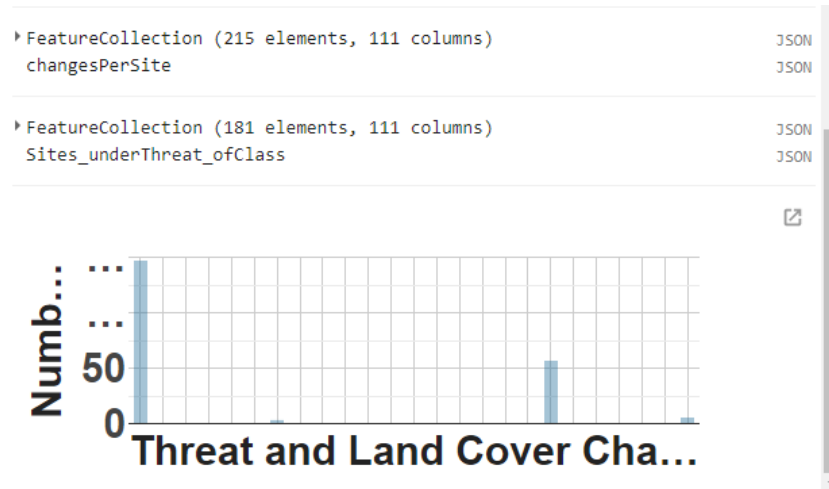 FeatureCollection (215 elements, 111 columns) JSON
changesPerSite JSON
FeatureCollection (181 elements, 111 columns) JSON
Sites_underThreat_ofClass JSON
Numb...
...
...
50
0
Threat and Land Cover Cha...